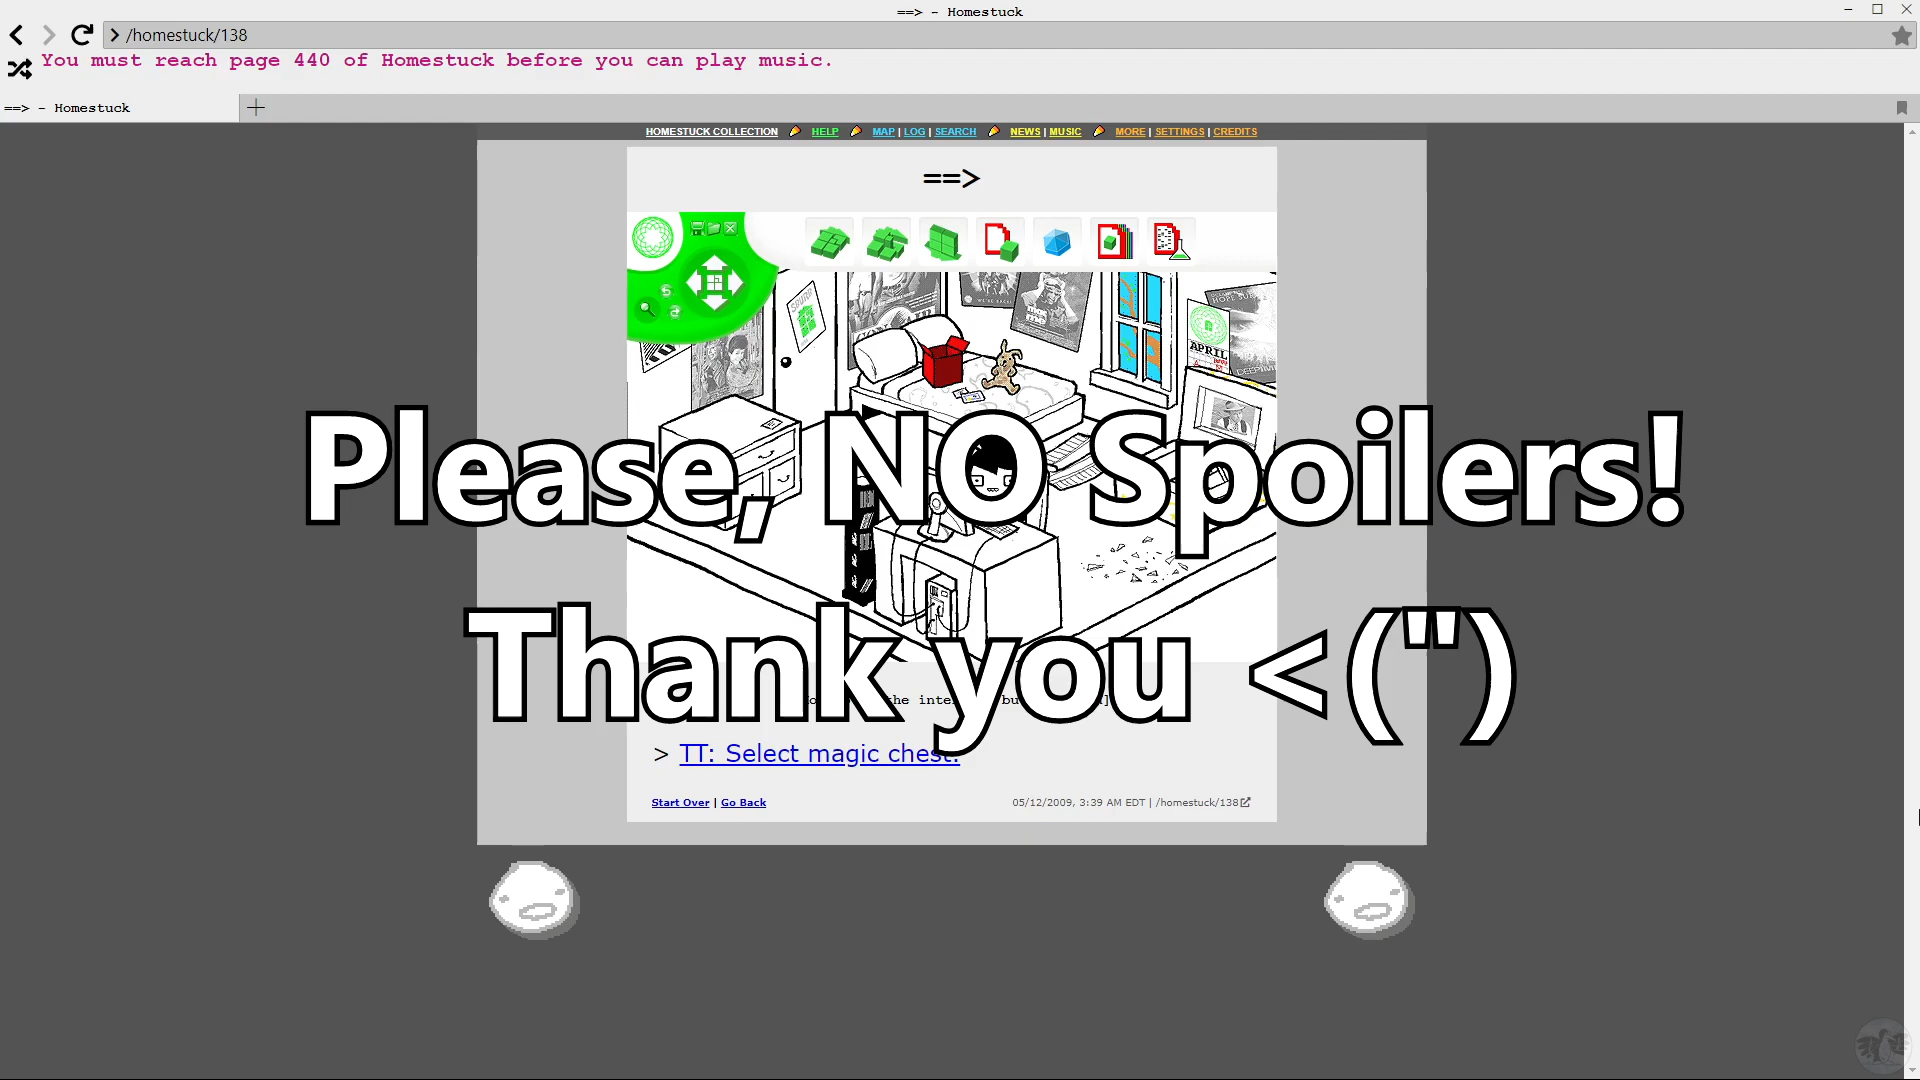 ==> - Homestuck
/homestuck/138
You must reach page 440 of Homestuck before you can play music.
==> - Homestuck
HOMESTUCK COLLECTION HELP MAP | LOG | SEARCH NEWS | MUSIC MORE | SETTINGS | CREDITS
==>
SBURB
APRIL
Please, NO Spoilers!
Thank you <(")
the
> TT: Select magic chest.
Start Over | Go Back
05/12/2009, 3:39 AM EDT | /homestuck/138